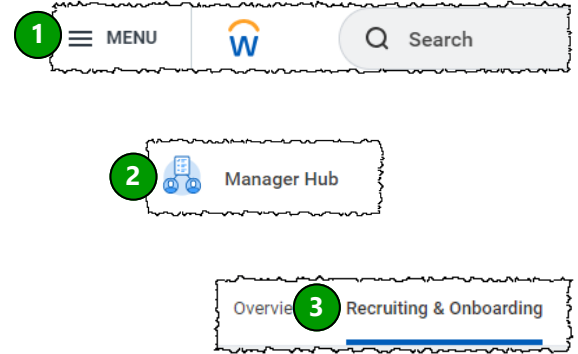 1 MENU W Search
2 Manager Hub
Overvie 3 Recruiting & Onboarding